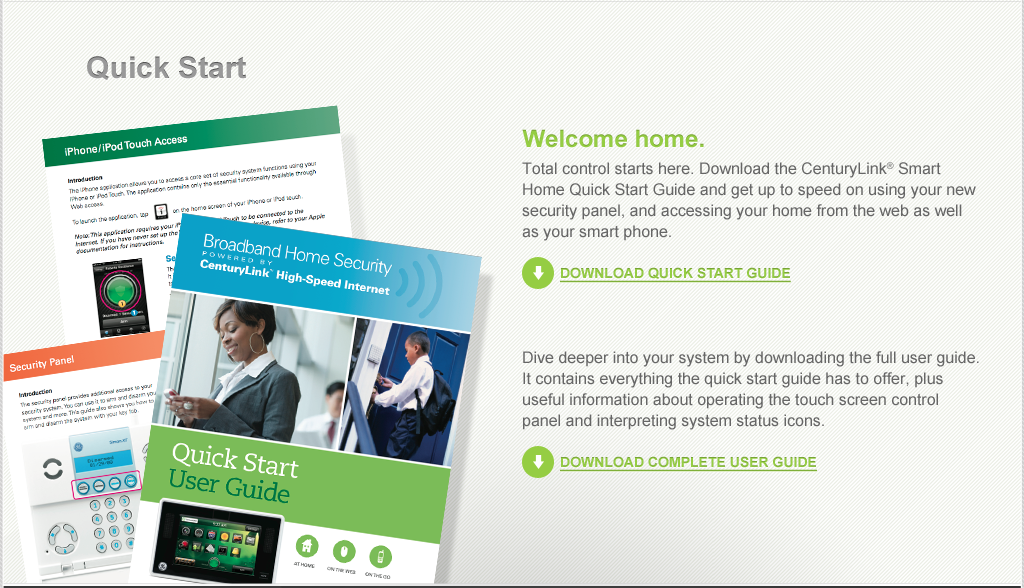 Quick Start
iPhone/iPod Touch Access
Introduction
The iPhone application allows you to access a core set of security system functions using your
iPhone or iPod Touch. The application contains only the essential functionality available through
Web access.
To launch the application, tap on the home screen of your iPhone or iPod touch.
Note: This application requires your iP Touch to be connected to the
Internet. If you have never set up the device, refer to your Apple
documentation for instructions.
Broadband Home Security
POWERED BY
CenturyLink™ High-Speed Internet
Security Panel
Introduction
The security panel provides additional access to your
security system. You can use it to arm and disarm you
system and more. This guide also shows you how to
arm and disarm the system with your key fob.
Quick Start
User Guide
AT HOME
ON THE WEB
ON THE GO
Welcome home.
Total control starts here. Download the CenturyLink® Smart
Home Quick Start Guide and get up to speed on using your new
security panel, and accessing your home from the web as well
as your smart phone.
DOWNLOAD QUICK START GUIDE
Dive deeper into your system by downloading the full user guide.
It contains everything the quick start guide has to offer, plus
useful information about operating the touch screen control
panel and interpreting system status icons.
DOWNLOAD COMPLETE USER GUIDE